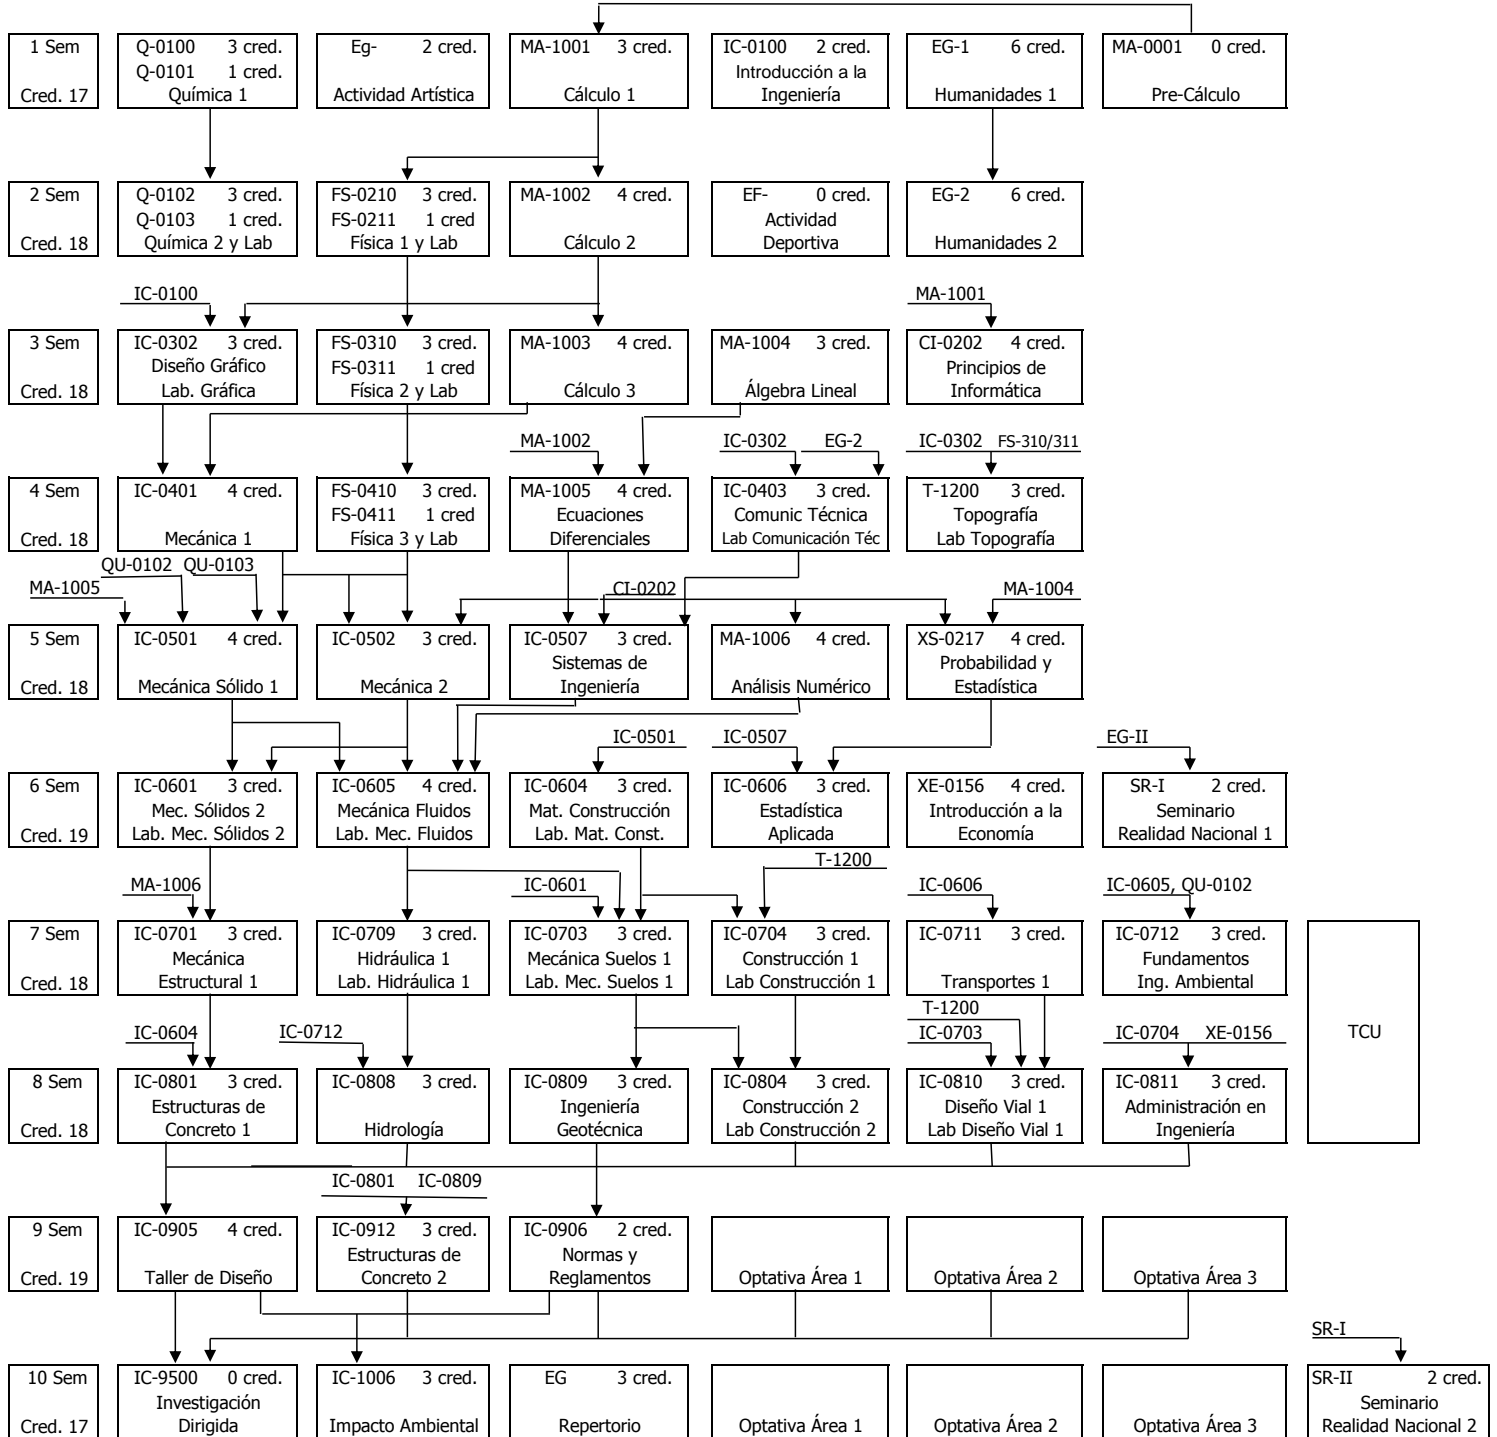 1 Sem
Cred. 17
Q-0100 3 cred.
Q-0101 1 cred.
Química 1
Eg- 2 cred.
Actividad Artística
MA-1001 3 cred.
Cálculo 1
IC-0100 2 cred.
Introducción a la
Ingeniería
EG-1 6 cred.
Humanidades 1
MA-0001 0 cred.
Pre-Cálculo
2 Sem
Cred. 18
Q-0102 3 cred.
Q-0103 1 cred.
Química 2 y Lab
FS-0210 3 cred.
FS-0211 1 cred
Física 1 y Lab
MA-1002 4 cred.
Cálculo 2
EF- 0 cred.
Actividad
Deportiva
EG-2 6 cred.
Humanidades 2
IC-0100
MA-1001
3 Sem
Cred. 18
IC-0302 3 cred.
Diseño Gráfico
Lab. Gráfica
FS-0310 3 cred.
FS-0311 1 cred
Física 2 y Lab
MA-1003 4 cred.
Cálculo 3
MA-1004 3 cred.
Álgebra Lineal
CI-0202 4 cred.
Principios de
Informática
MA-1002
IC-0302 EG-2
IC-0302 FS-310/311
4 Sem
Cred. 18
IC-0401 4 cred.
Mecánica 1
FS-0410 3 cred.
FS-0411 1 cred
Física 3 y Lab
MA-1005 4 cred.
Ecuaciones
Diferenciales
IC-0403 3 cred.
Comunic Técnica
Lab Comunicación Téc
T-1200 3 cred.
Topografía
Lab Topografía
QU-0102 QU-0103
MA-1005
CI-0202
MA-1004
5 Sem
Cred. 18
IC-0501 4 cred.
Mecánica Sólido 1
IC-0502 3 cred.
Mecánica 2
IC-0507 3 cred.
Sistemas de
Ingeniería
MA-1006 4 cred.
Análisis Numérico
XS-0217 4 cred.
Probabilidad y
Estadística
IC-0501
IC-0507
EG-II
6 Sem
Cred. 19
IC-0601 3 cred.
Mec. Sólidos 2
Lab. Mec. Sólidos 2
IC-0605 4 cred.
Mecánica Fluidos
Lab. Mec. Fluidos
IC-0604 3 cred.
Mat. Construcción
Lab. Mat. Const.
IC-0606 3 cred.
Estadística
Aplicada
XE-0156 4 cred.
Introducción a la
Economía
SR-I 2 cred.
Seminario
Realidad Nacional 1
T-1200
MA-1006
IC-0601
IC-0606
IC-0605, QU-0102
7 Sem
Cred. 18
IC-0701 3 cred.
Mecánica
Estructural 1
IC-0709 3 cred.
Hidráulica 1
Lab. Hidráulica 1
IC-0703 3 cred.
Mecánica Suelos 1
Lab. Mec. Suelos 1
IC-0704 3 cred.
Construcción 1
Lab Construcción 1
IC-0711 3 cred.
Transportes 1
IC-0712 3 cred.
Fundamentos
Ing. Ambiental
TCU
T-1200
IC-0604
IC-0712
IC-0703
IC-0704 XE-0156
8 Sem
Cred. 18
IC-0801 3 cred.
Estructuras de
Concreto 1
IC-0808 3 cred.
Hidrología
IC-0809 3 cred.
Ingeniería
Geotécnica
IC-0804 3 cred.
Construcción 2
Lab Construcción 2
IC-0810 3 cred.
Diseño Vial 1
Lab Diseño Vial 1
IC-0811 3 cred.
Administración en
Ingeniería
IC-0801 IC-0809
9 Sem
Cred. 19
IC-0905 4 cred.
Taller de Diseño
IC-0912 3 cred.
Estructuras de
Concreto 2
IC-0906 2 cred.
Normas y
Reglamentos
Optativa Área 1
Optativa Área 2
Optativa Área 3
SR-I
10 Sem
Cred. 17
IC-9500 0 cred.
Investigación
Dirigida
IC-1006 3 cred.
Impacto Ambiental
EG 3 cred.
Repertorio
Optativa Área 1
Optativa Área 2
Optativa Área 3
SR-II 2 cred.
Seminario
Realidad Nacional 2